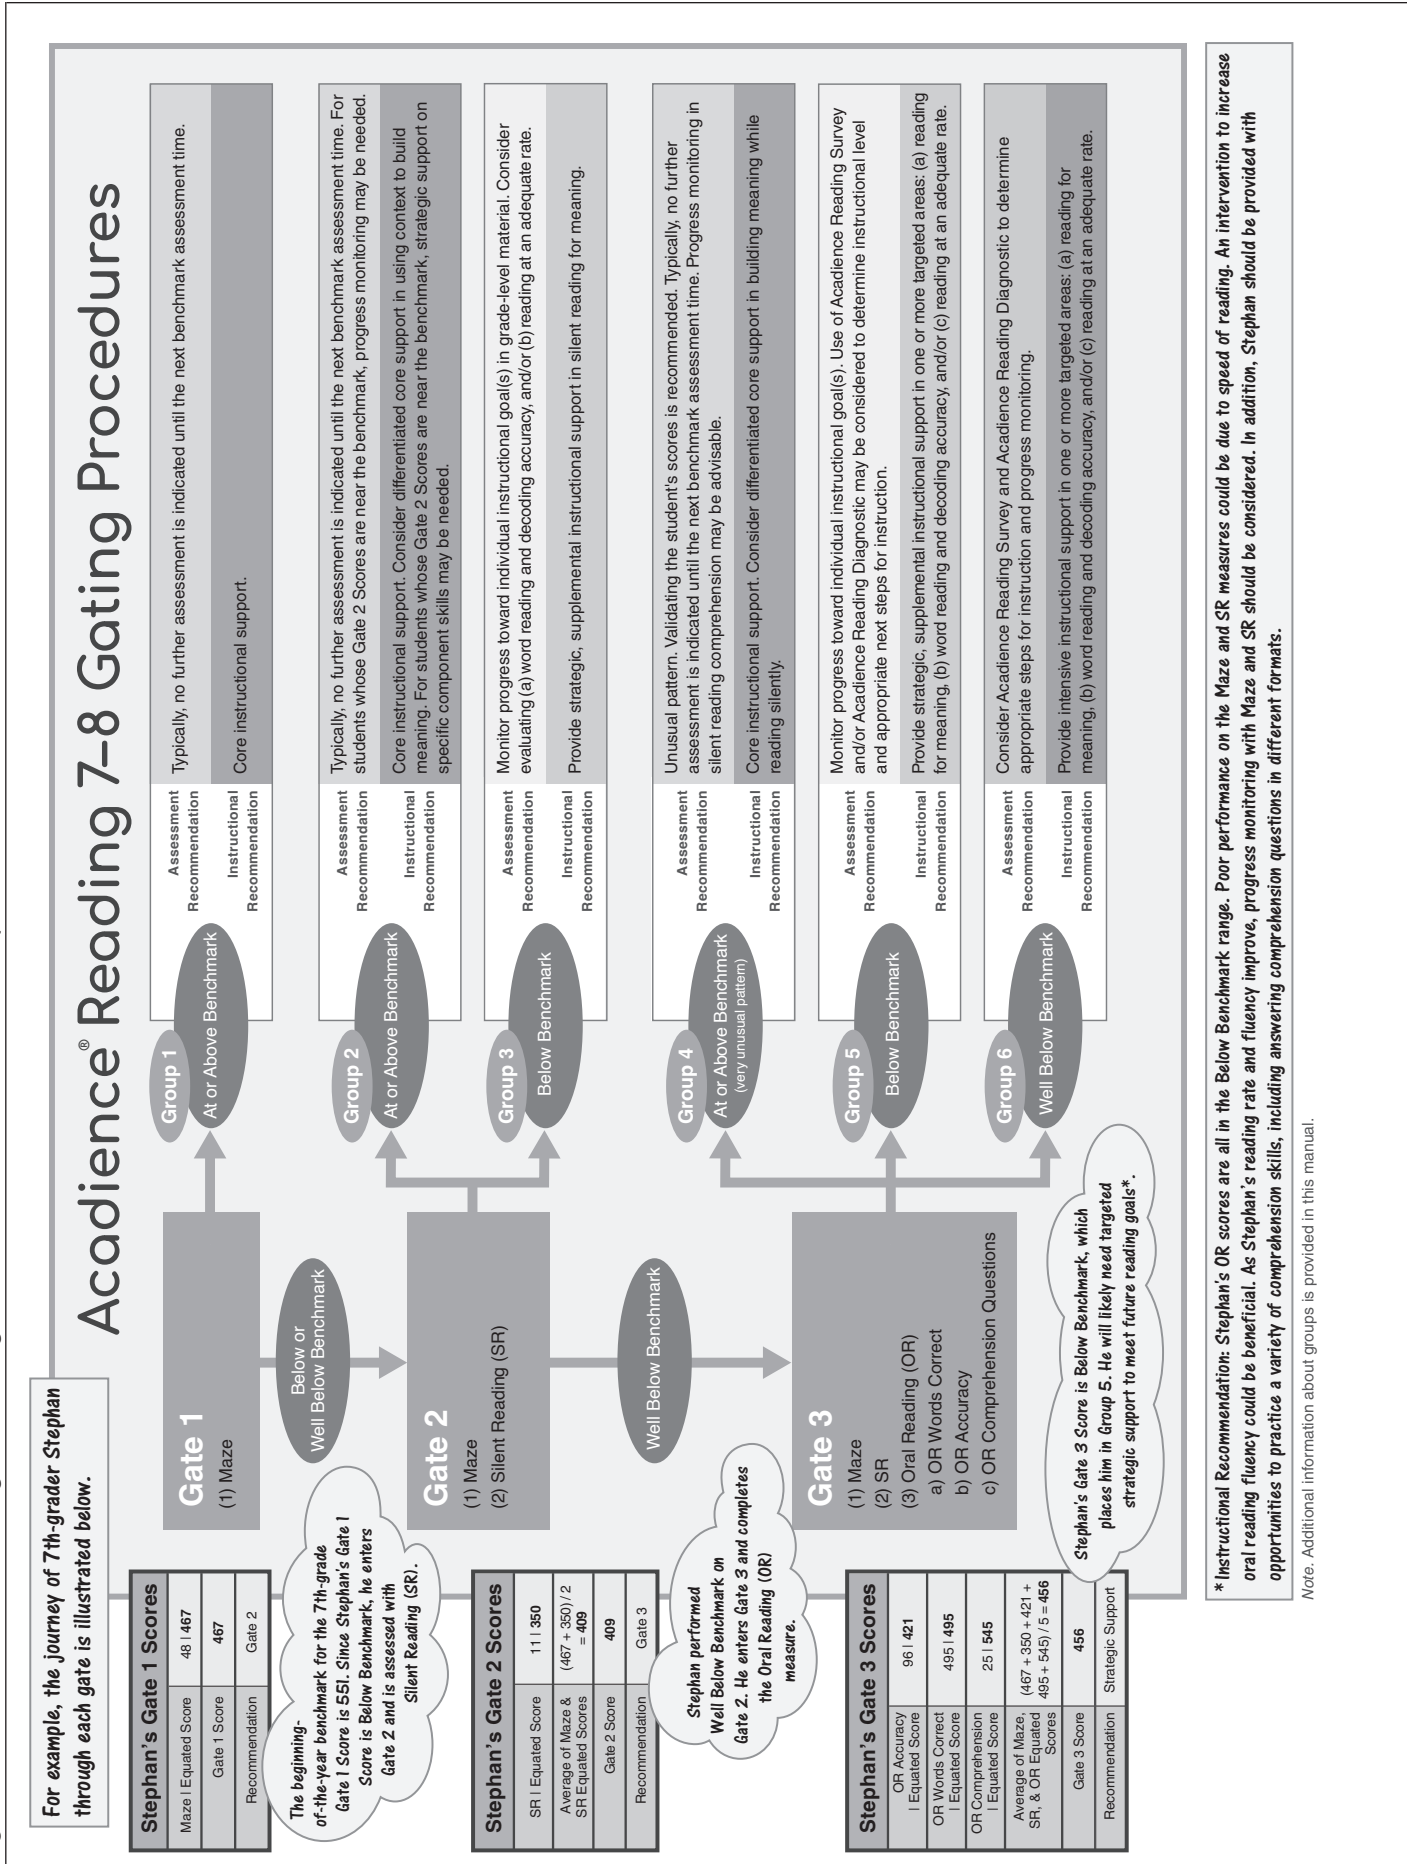 Acadience® Reading 7–8 Gating Procedures
For example, the journey of 7th-grader Stephan
through each gate is illustrated below.
Stephan's Gate 1 Scores
Maze | Equated Score
48 | 467
Gate 1 Score
467
Recommendation
Gate 2
The beginning-
of-the-year benchmark for the 7th-grade
Gate 1 Score is 551. Since Stephan's Gate 1
Score is Below Benchmark, he enters
Gate 2 and is assessed with
Silent Reading (SR).
Gate 1
(1) Maze
Below or
Well Below Benchmark
Group 1
At or Above Benchmark
Assessment
Recommendation
Typically, no further assessment is indicated until the next benchmark assessment time.
Instructional
Recommendation
Core instructional support.
Stephan's Gate 2 Scores
SR | Equated Score
11 | 350
Average of Maze &
SR Equated Scores
(467 + 350) / 2
= 409
Gate 2 Score
409
Recommendation
Gate 3
Stephan performed
Well Below Benchmark on
Gate 2. He enters Gate 3 and completes
the Oral Reading (OR)
measure.
Gate 2
(1) Maze
(2) Silent Reading (SR)
Well Below Benchmark
Group 2
At or Above Benchmark
Assessment
Recommendation
Typically, no further assessment is indicated until the next benchmark assessment time. For
students whose Gate 2 Scores are near the benchmark, progress monitoring may be needed.
Instructional
Recommendation
Core instructional support. Consider differentiated core support in using context to build
meaning. For students whose Gate 2 Scores are near the benchmark, strategic support on
specific component skills may be needed.
Group 3
Below Benchmark
Assessment
Recommendation
Monitor progress toward individual instructional goal(s) in grade-level material. Consider
evaluating (a) word reading and decoding accuracy, and/or (b) reading at an adequate rate.
Instructional
Recommendation
Provide strategic, supplemental instructional support in silent reading for meaning.
Stephan's Gate 3 Scores
OR Accuracy
| Equated Score
96 | 421
OR Words Correct
| Equated Score
495 | 495
OR Comprehension
| Equated Score
25 | 545
Average of Maze,
SR, & OR Equated
Scores
(467 + 350 + 421 +
495 + 545) / 5 = 456
Gate 3 Score
456
Recommendation
Strategic Support
Gate 3
(1) Maze
(2) SR
(3) Oral Reading (OR)
a) OR Words Correct
b) OR Accuracy
c) OR Comprehension Questions
Stephan's Gate 3 Score is Below Benchmark, which
places him in Group 5. He will likely need targeted
strategic support to meet future reading goals*.
Group 4
At or Above Benchmark
(very unusual pattern)
Assessment
Recommendation
Unusual pattern. Validating the student's scores is recommended. Typically, no further
assessment is indicated until the next benchmark assessment time. Progress monitoring in
silent reading comprehension may be advisable.
Instructional
Recommendation
Core instructional support. Consider differentiated core support in building meaning while
reading silently.
Group 5
Below Benchmark
Assessment
Recommendation
Monitor progress toward individual instructional goal(s). Use of Acadience Reading Survey
and/or Acadience Reading Diagnostic may be considered to determine instructional level
and appropriate next steps for instruction.
Instructional
Recommendation
Provide strategic, supplemental instructional support in one or more targeted areas: (a) reading
for meaning, (b) word reading and decoding accuracy, and/or (c) reading at an adequate rate.
Group 6
Well Below Benchmark
Assessment
Recommendation
Consider Acadience Reading Survey and Acadience Reading Diagnostic to determine
appropriate steps for instruction and progress monitoring.
Instructional
Recommendation
Provide intensive instructional support in one or more targeted areas: (a) reading for
meaning, (b) word reading and decoding accuracy, and/or (c) reading at an adequate rate.
* Instructional Recommendation: Stephan's OR scores are all in the Below Benchmark range. Poor performance on the Maze and SR measures could be due to speed of reading. An intervention to increase
oral reading fluency could be beneficial. As Stephan's reading rate and fluency improve, progress monitoring with Maze and SR should be considered. In addition, Stephan should be provided with
opportunities to practice a variety of comprehension skills, including answering comprehension questions in different formats.
Note. Additional information about groups is provided in this manual.